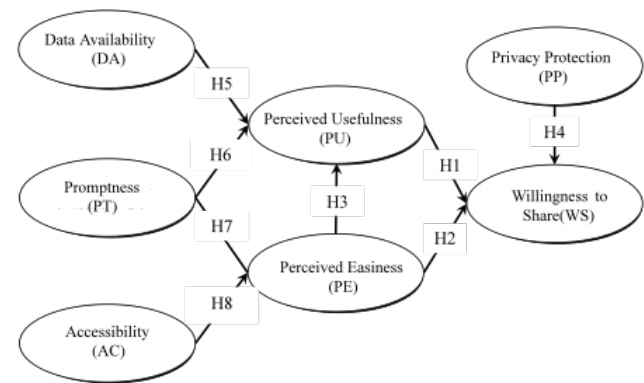 Data Availability
(DA)
Privacy Protection
(PP)
H5
H4
Perceived Usefulness
(PU)
H6
H1
Promptness
(PT)
H3
Willingness to
Share(WS)
H7
H2
Perceived Easiness
(PE)
H8
Accessibility
(AC)